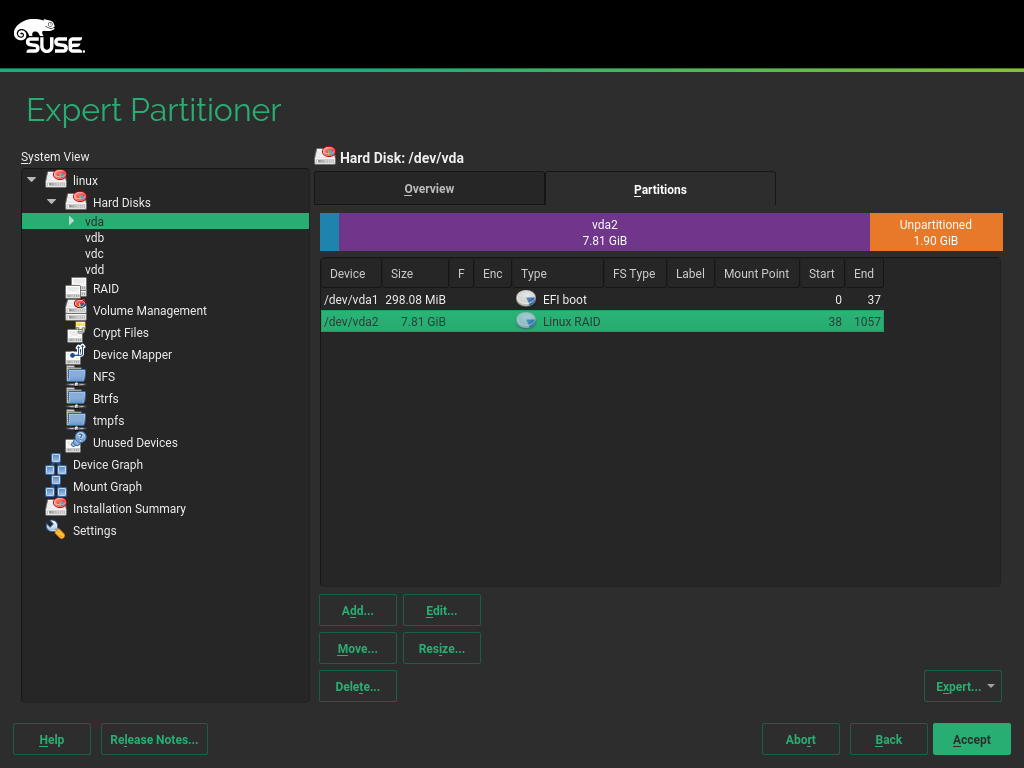 SUSE.
Expert Partitioner
System View
linux
Hard Disks
vda
vdb
vdc
vdd
RAID
Volume Management
Crypt Files
Device Mapper
NFS
Btrfs
tmpfs
Unused Devices
Device Graph
Mount Graph
Installation Summary
Settings
Hard Disk: /dev/vda
Overview Partitions
vda2 Unpartitioned
7.81 GiB 1.90 GiB
Device Size F Enc Type FS Type Label Mount Point Start End
/dev/vda1 298.08 MiB EFI boot 0 37
/dev/vda2 7.81 GiB Linux RAID 38 1057
Add... Edit...
Move... Resize...
Delete... Expert...
Help Release Notes... Abort Back Accept